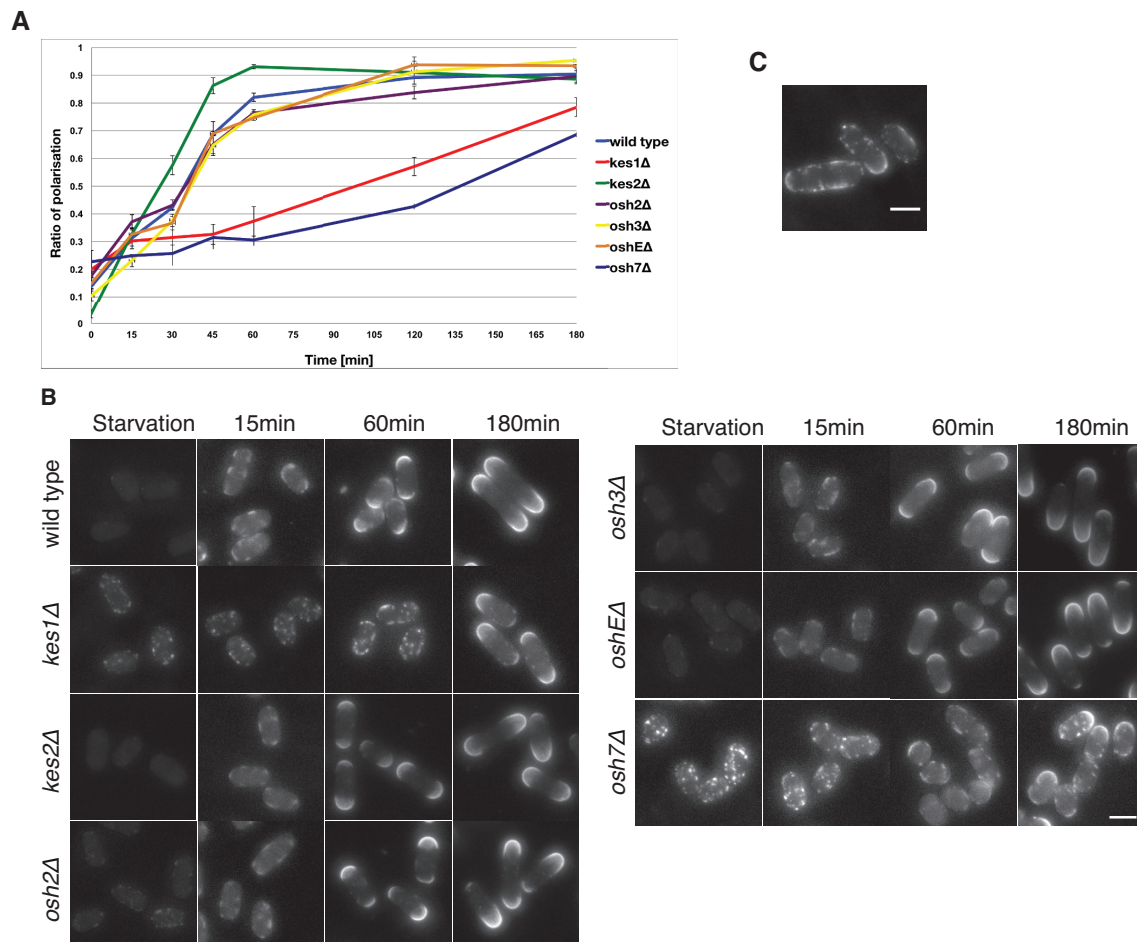 A
1
0.9
0.8
0.7
0.6
0.5
0.4
0.3
0.2
0.1
0
Ratio of polarisation
0 15 30 45 60 75 90 105 120 135 150 165 180
Time [min]
wild type
kes1Δ
kes2Δ
osh2Δ
osh3Δ
oshEΔ
osh7Δ
C
B
Starvation 15min 60min 180min
wild type
kes1Δ
kes2Δ
osh2Δ
Starvation 15min 60min 180min
osh3Δ
oshEΔ
osh7Δ